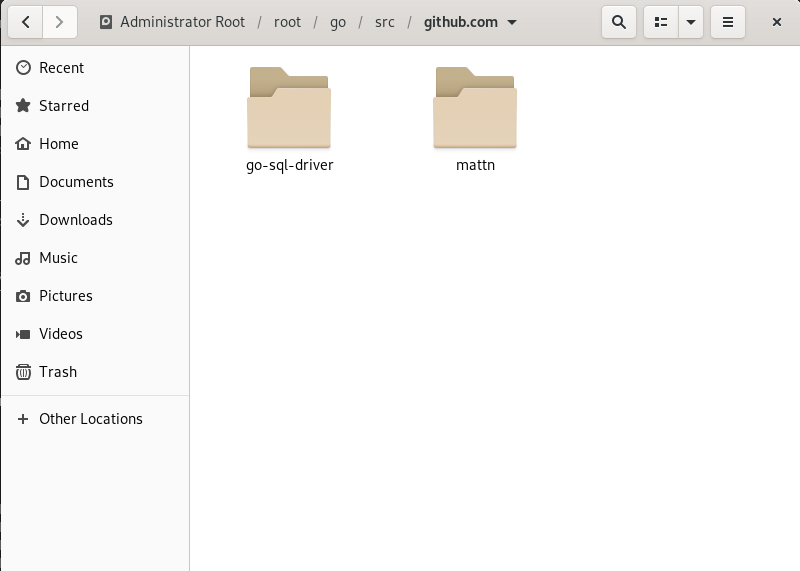 Administrator Root / root / go / src / github.com
Recent
Starred
Home
Documents
Downloads
Music
Pictures
Videos
Trash
Other Locations
go-sql-driver
mattn